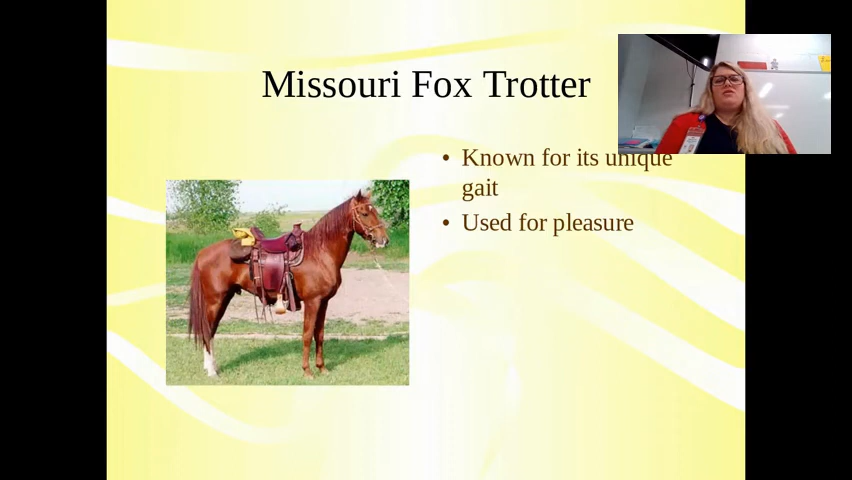 Missouri Fox Trotter
• Known for its unique
gait
• Used for pleasure